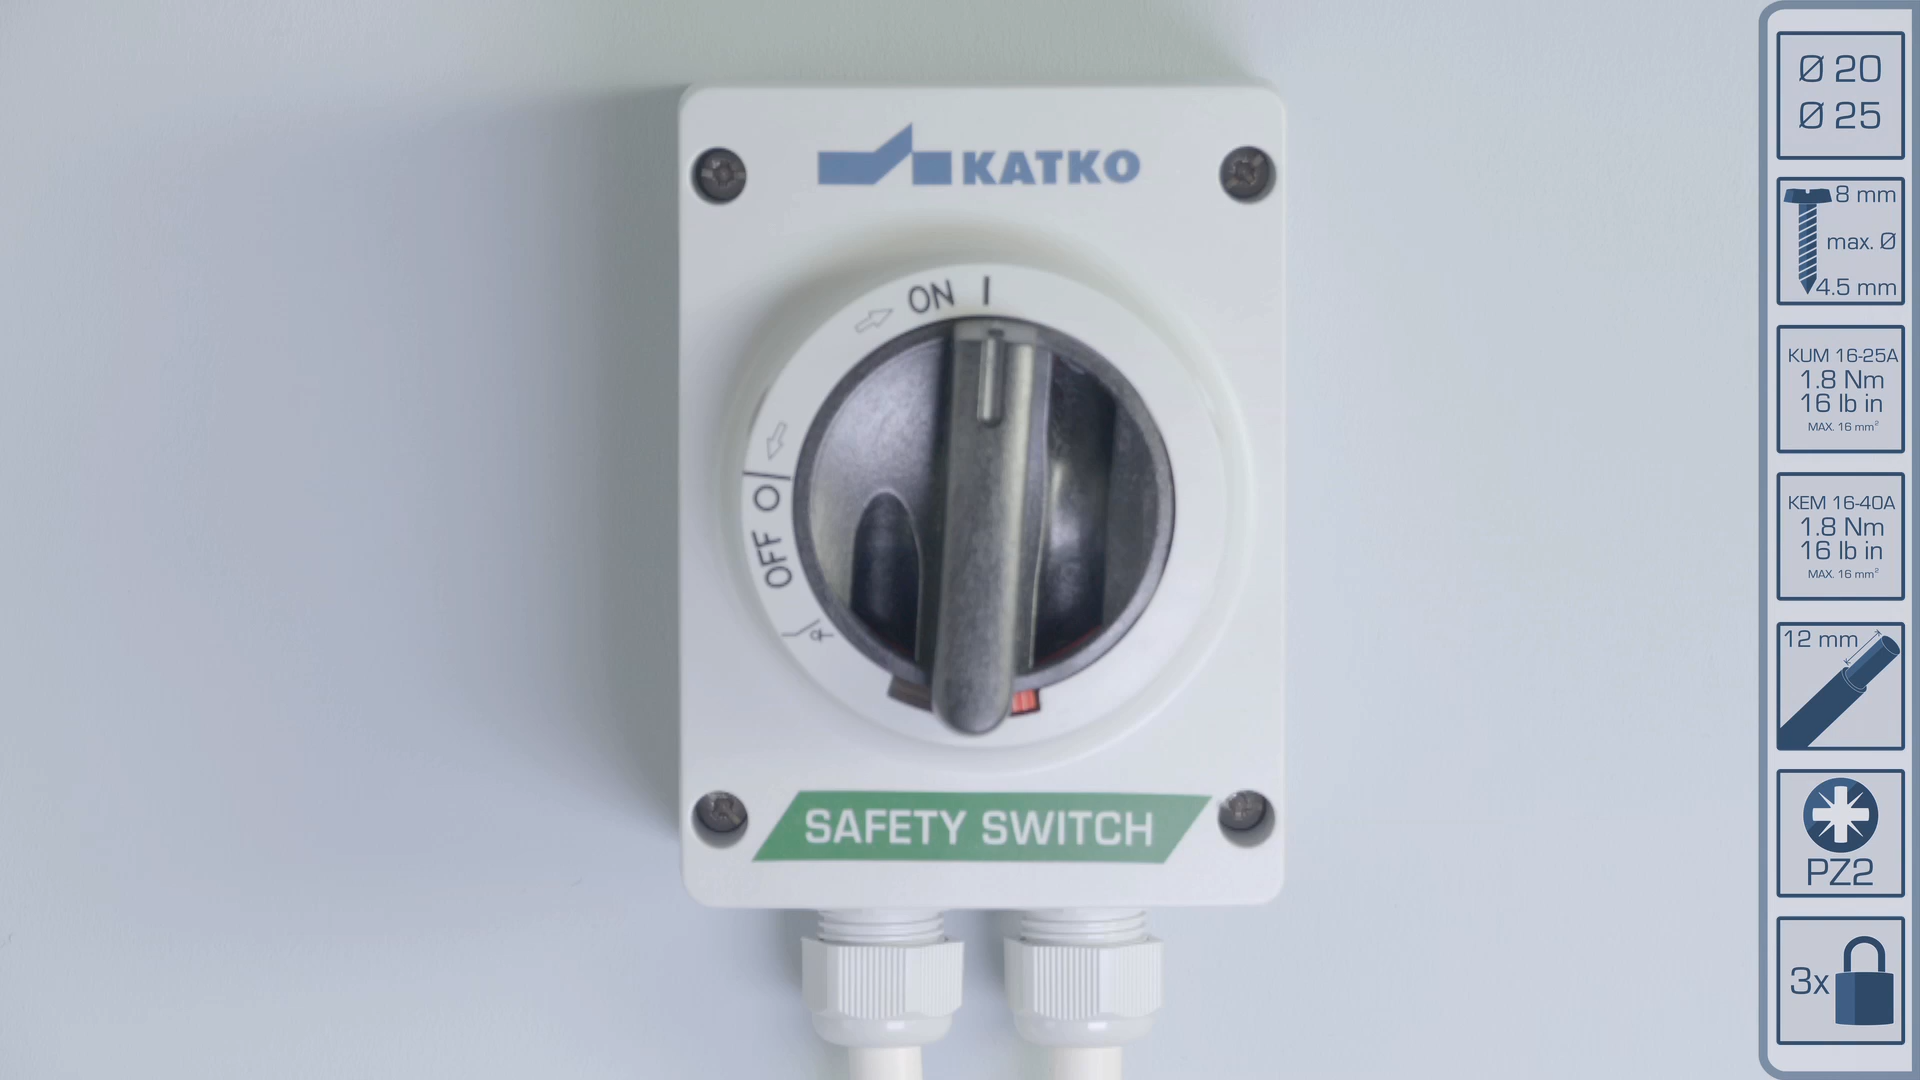 KATKO
ON I
OFF O
SAFETY SWITCH
Ø 20
Ø 25
8 mm
max. Ø
4.5 mm
KUM 16-25A
1.8 Nm
16 lb in
MAX. 16 mm²
KEM 16-40A
1.8 Nm
16 lb in
MAX. 16 mm²
12 mm
PZ2
3x